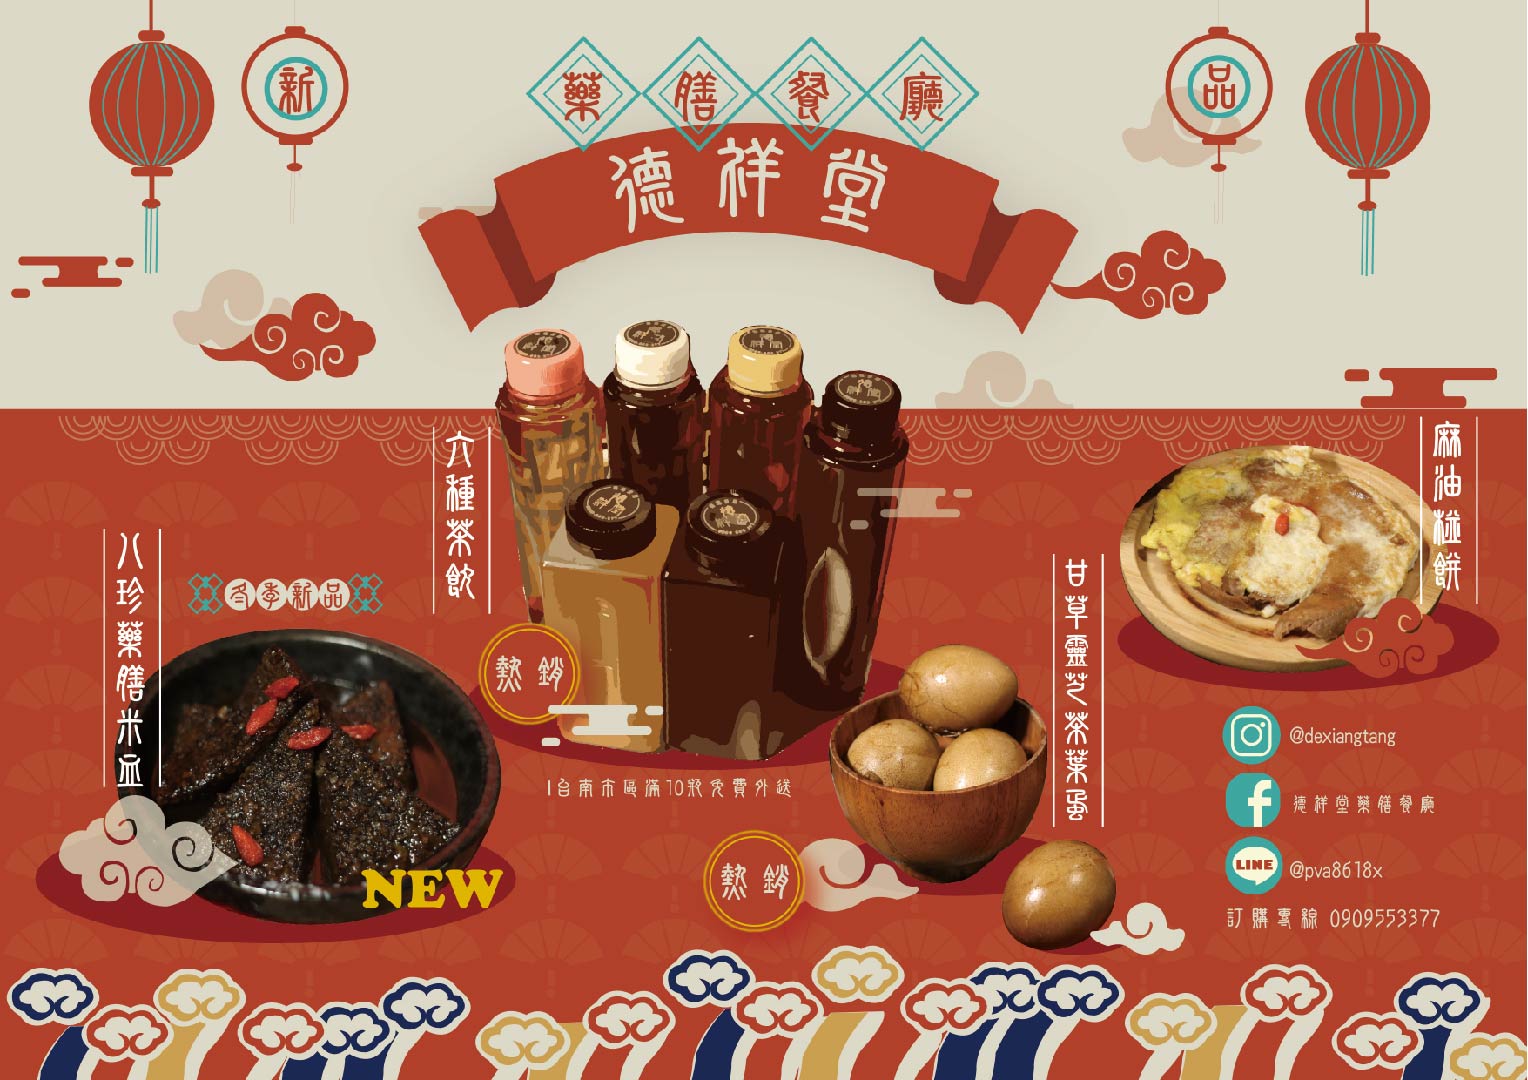 新
品
藥膳餐廳
德祥堂
六種茶飲
麻油椪餅
八珍藥膳米血
冬季新品
甘草靈芝茶葉蛋
熱銷
台南市區滿10瓶免費外送
熱銷
NEW
@dexiangtang
德祥堂藥膳餐廳
LINE
@pva8618x
訂購專線 0909553377